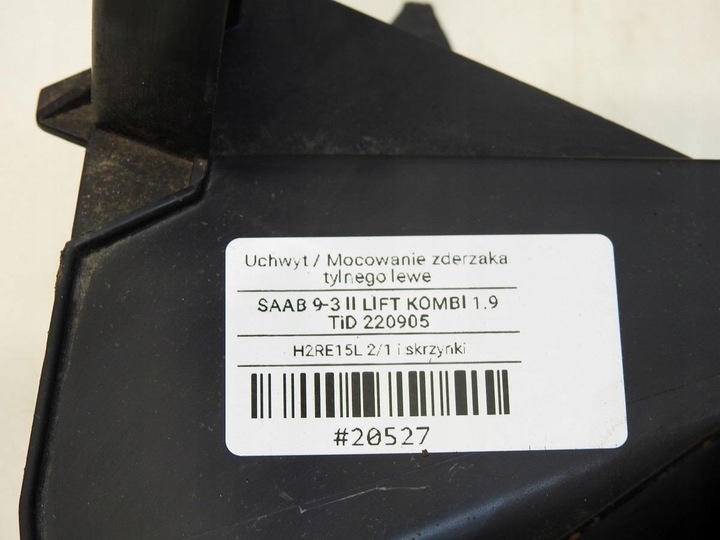 Uchwyt / Mocowanie zderzaka
tylnego lewe
SAAB 9-3 II LIFT KOMBI 1.9
TiD 220905
H2RE15L 2/1 i skrzynki
#20527